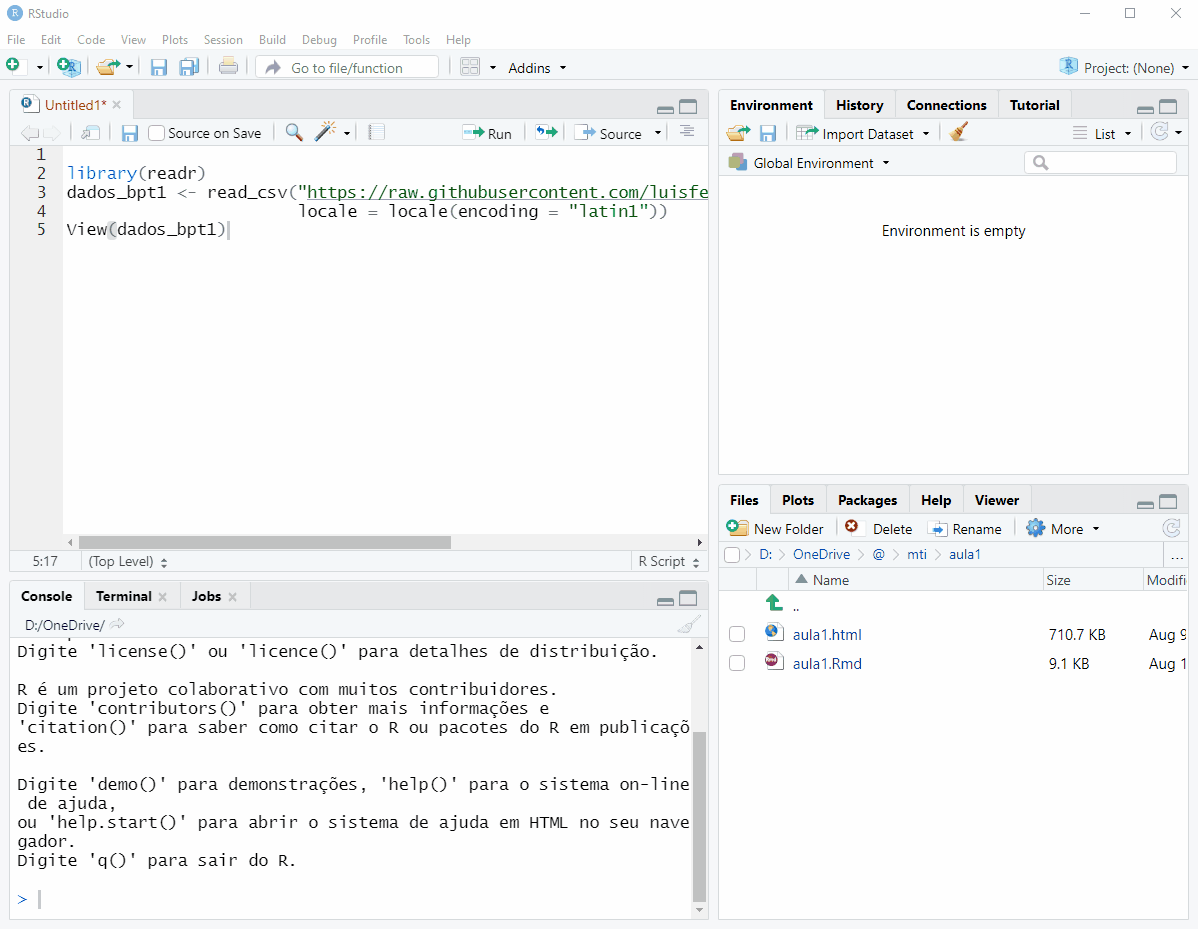 RStudio
File Edit Code View Plots Session Build Debug Profile Tools Help
Go to file/function Addins Project: (None)
Untitled1*
Source on Save Run Source
1
2 library(readr)
3 dados_bpt1 <- read_csv("https://raw.githubusercontent.com/luisfe
4 locale = locale(encoding = "latin1"))
5 View(dados_bpt1)
5:17 (Top Level) R Script
Console Terminal Jobs
D:/OneDrive/
Digite 'license()' ou 'licence()' para detalhes de distribuição.
R é um projeto colaborativo com muitos contribuidores.
Digite 'contributors()' para obter mais informações e
'citation()' para saber como citar o R ou pacotes do R em publicaçõ
es.
Digite 'demo()' para demonstrações, 'help()' para o sistema on-line
de ajuda,
ou 'help.start()' para abrir o sistema de ajuda em HTML no seu nave
gador.
Digite 'q()' para sair do R.
>
Environment History Connections Tutorial
Import Dataset List
Global Environment
Environment is empty
Files Plots Packages Help Viewer
New Folder Delete Rename More
D: OneDrive @ mti aula1 ...
Name Size Modifi
..
aula1.html 710.7 KB Aug 9
aula1.Rmd 9.1 KB Aug 1